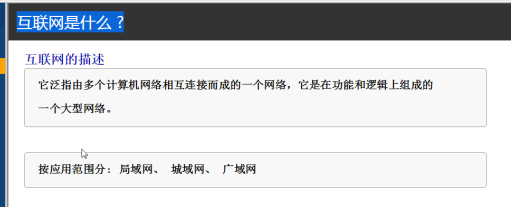 互联网是什么？
互联网的描述
它泛指由多个计算机网络相互连接而成的一个网络，它是在功能和逻辑上组成的
一个大型网络。
按应用范围分：局域网、 城域网、 广域网